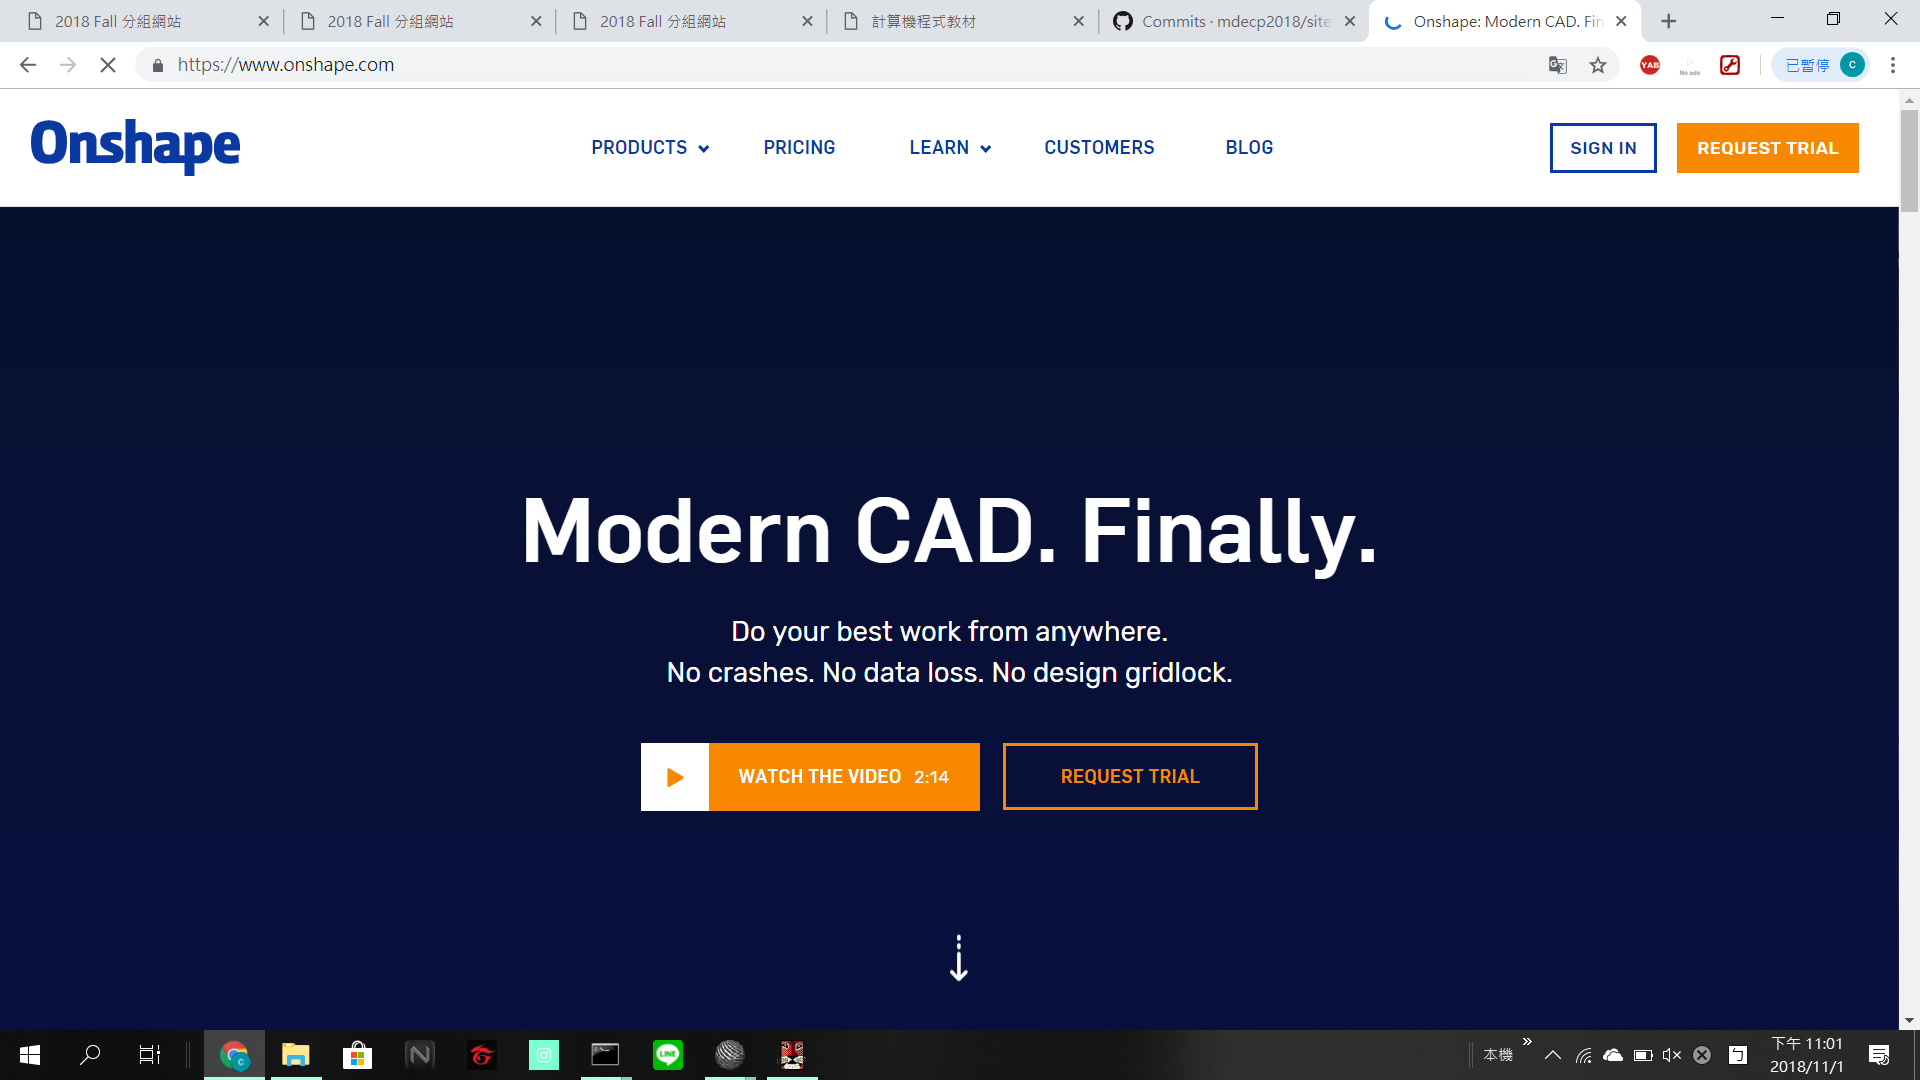 2018 Fall 分組網站
2018 Fall 分組網站
2018 Fall 分組網站
計算機程式教材
Commits · mdecp2018/site
Onshape: Modern CAD. Fin
https://www.onshape.com
YAB
No ads
已暫停
C
Onshape
PRODUCTS
PRICING
LEARN
CUSTOMERS
BLOG
SIGN IN
REQUEST TRIAL
Modern CAD. Finally.
Do your best work from anywhere.
No crashes. No data loss. No design gridlock.
WATCH THE VIDEO 2:14
REQUEST TRIAL
C
N
LINE
本機
下午 11:01
2018/11/1